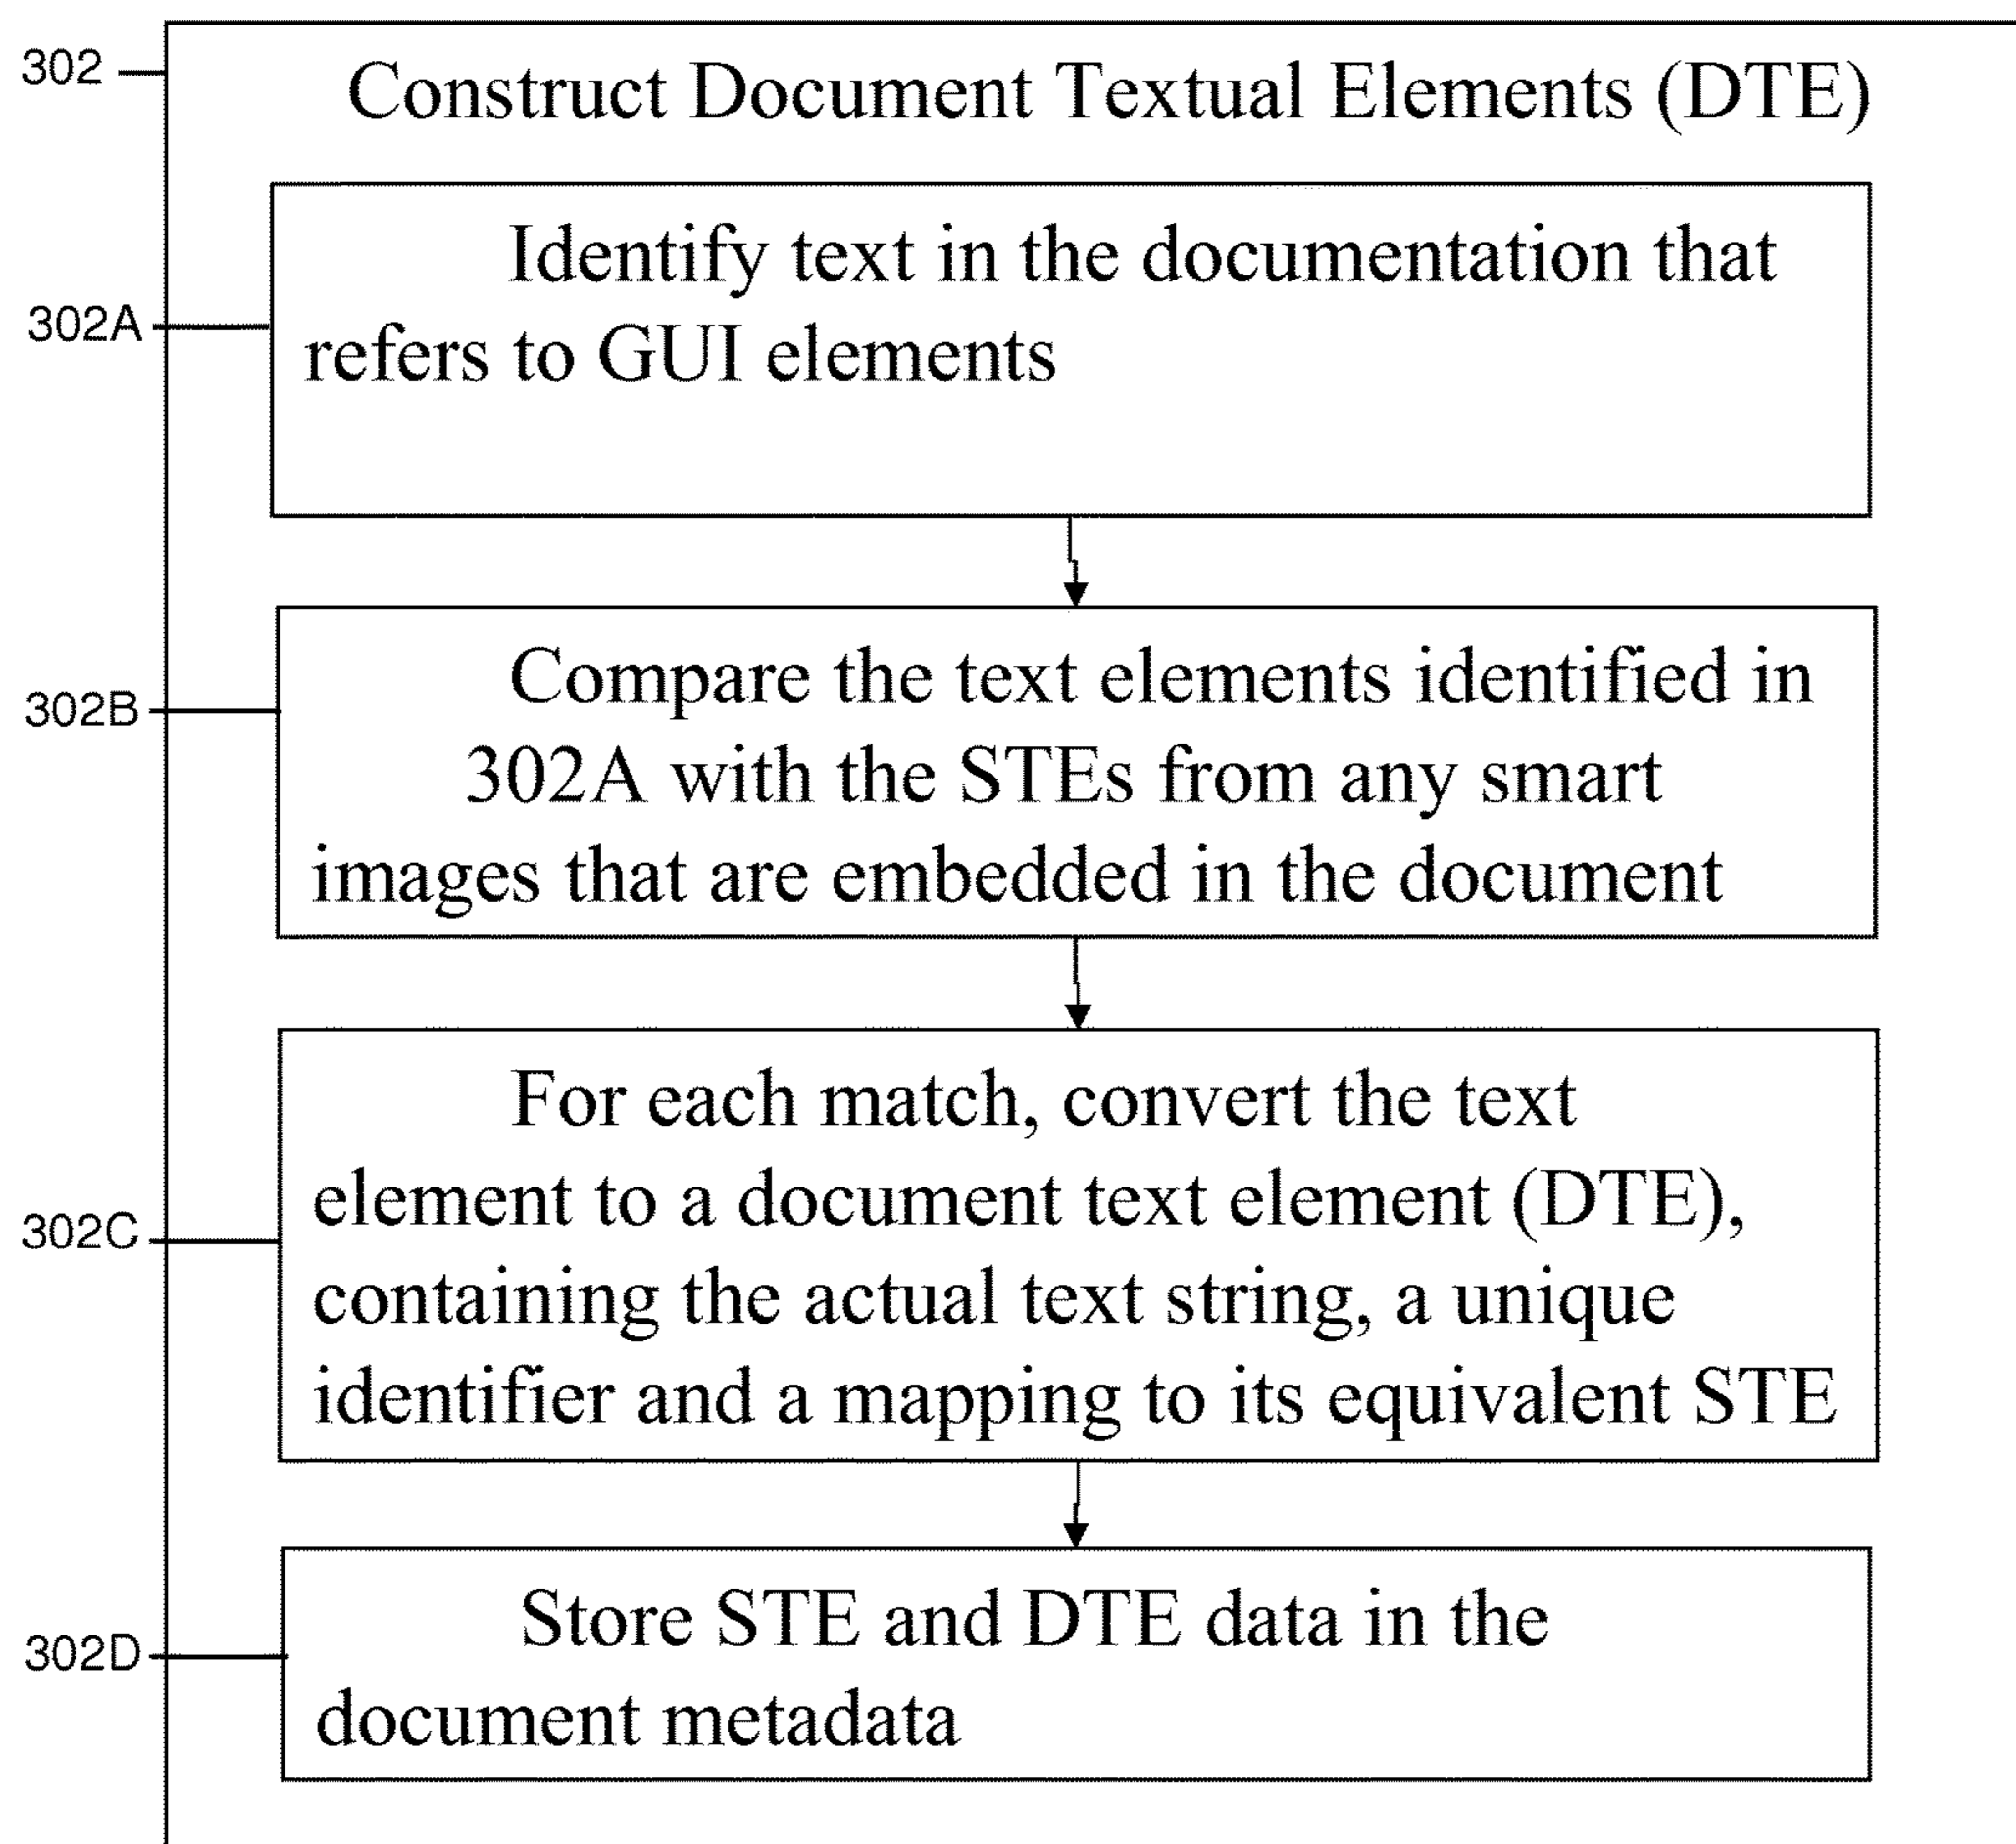 302
Construct Document Textual Elements (DTE)
302A
Identify text in the documentation that
refers to GUI elements
302B
Compare the text elements identified in
302A with the STEs from any smart
images that are embedded in the document
302C
For each match, convert the text
element to a document text element (DTE),
containing the actual text string, a unique
identifier and a mapping to its equivalent STE
302D
Store STE and DTE data in the
document metadata